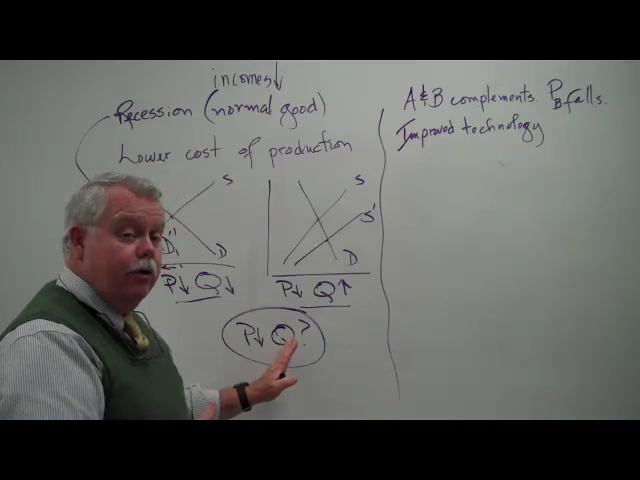 incomes↓
Recession (normal good)
Lower cost of production
S
D'
D
P↓ Q↓
S
S'
D
P↓ Q↑
P↓ Q?
A & B complements. P_B falls.
Improved technology